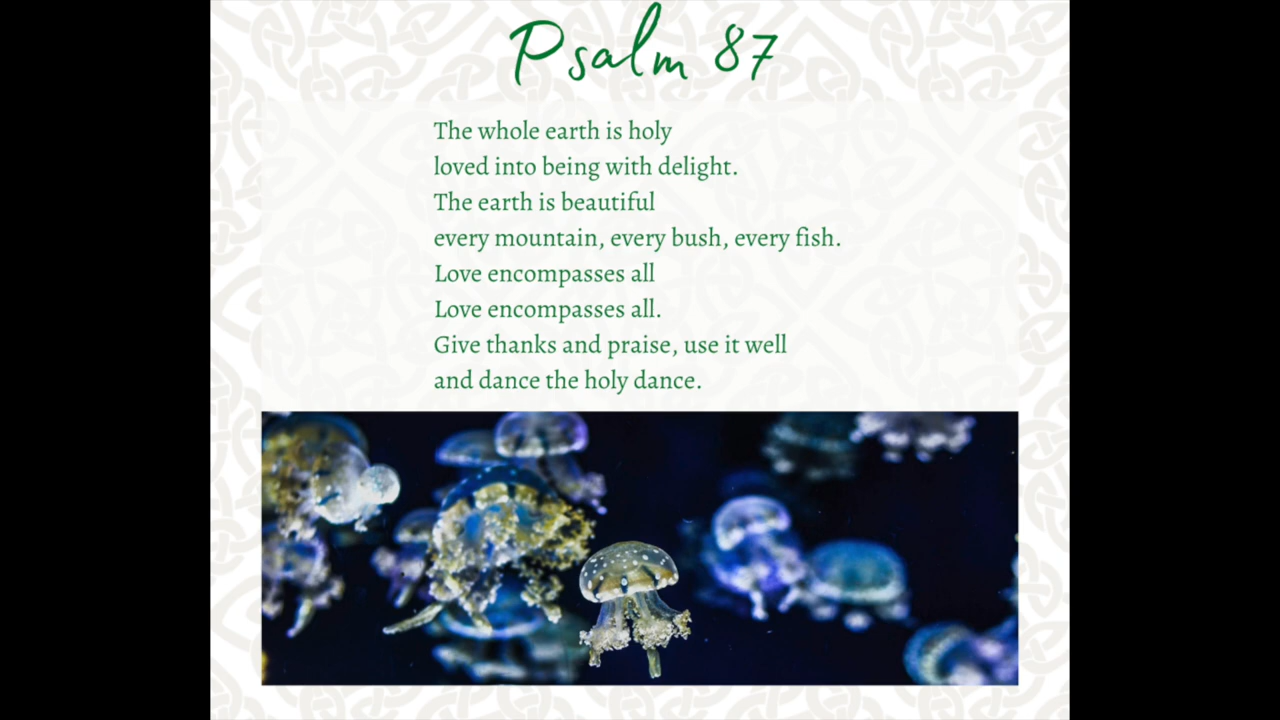 Psalm 87
The whole earth is holy
loved into being with delight.
The earth is beautiful
every mountain, every bush, every fish.
Love encompasses all
Love encompasses all.
Give thanks and praise, use it well
and dance the holy dance.